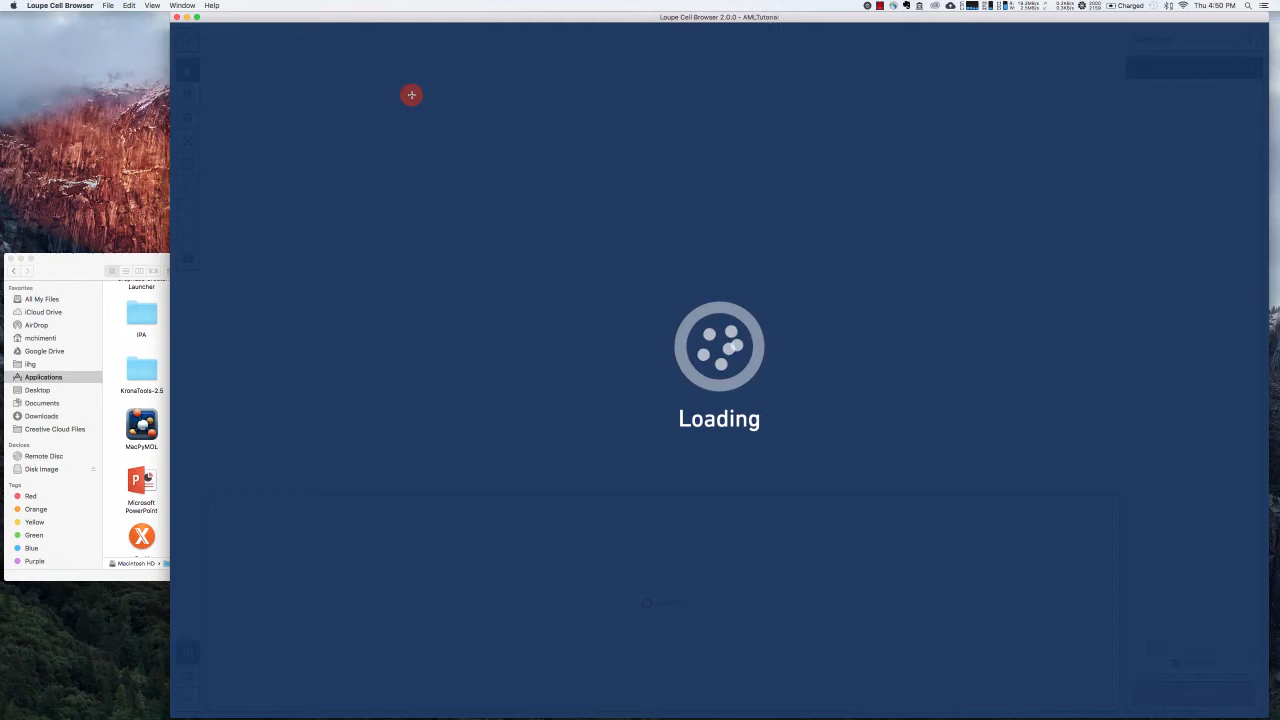 Loupe Cell Browser File Edit View Window Help
2000
Charged
Thu 4:50 PM
Loupe Cell Browser 2.0.0 - AMLTutorial
Favorites
All My Files
iCloud Drive
AirDrop
mchimenti
Google Drive
iihg
Applications
Desktop
Documents
Downloads
Creative Cloud Files
Devices
Remote Disc
Disk Image
Tags
Red
Orange
Yellow
Green
Blue
Purple
Launcher
IPA
KronaTools-2.5
MacPyMOL
Microsoft
PowerPoint
Macintosh HD
Loading